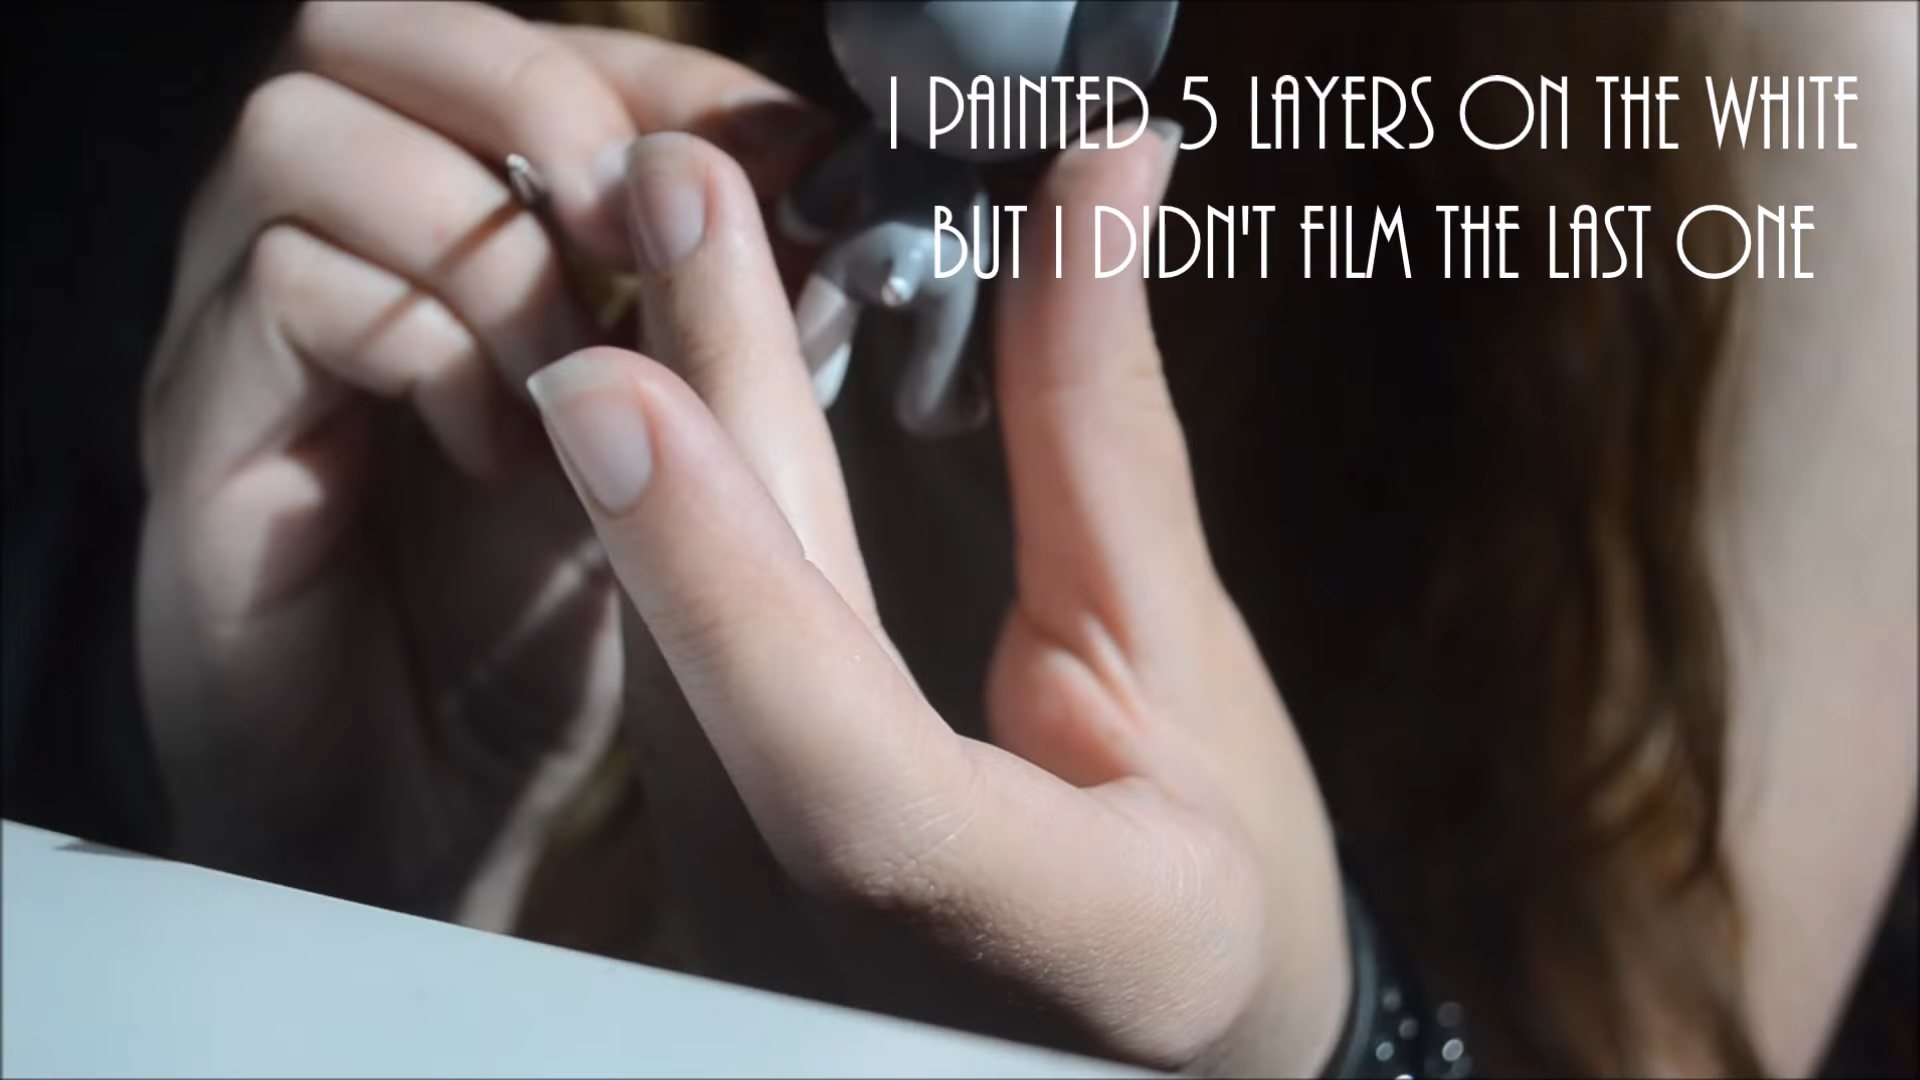 I PAINTED 5 LAYERS ON THE WHITE
BUT I DIDN'T FILM THE LAST ONE